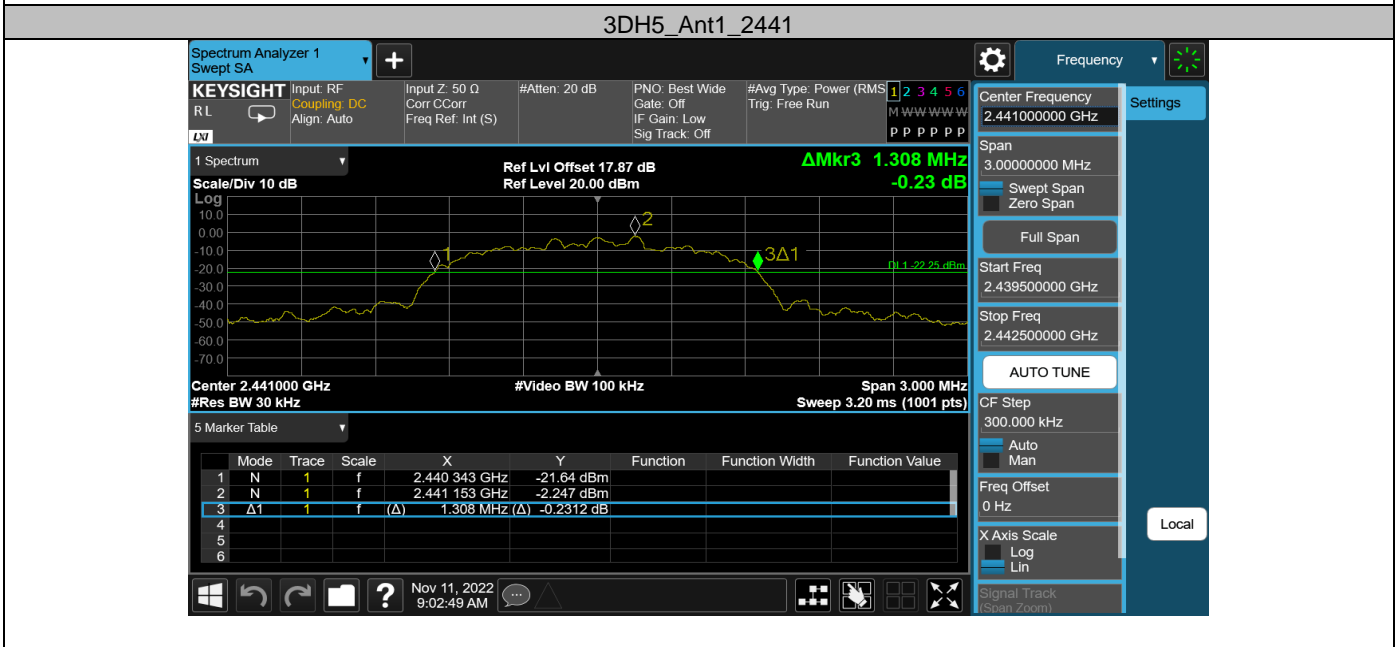 3DH5_Ant1_2441
Spectrum Analyzer 1
Swept SA
Frequency
KEYSIGHT
RL
LXI
Input: RF
Coupling: DC
Align: Auto
Input Z: 50 Ω
Corr CCorr
Freq Ref: Int (S)
#Atten: 20 dB
PNO: Best Wide
Gate: Off
IF Gain: Low
Sig Track: Off
#Avg Type: Power (RMS
Trig: Free Run
1 2 3 4 5 6
M W W W W W
P P P P P P
1 Spectrum
Scale/Div 10 dB
Ref Lvl Offset 17.87 dB
Ref Level 20.00 dBm
ΔMkr3 1.308 MHz
-0.23 dB
Log
10.0
0.00
-10.0
-20.0
-30.0
-40.0
-50.0
-60.0
-70.0
1
2
3Δ1
DL1 -22.25 dBm
Center 2.441000 GHz
#Video BW 100 kHz
Span 3.000 MHz
#Res BW 30 kHz
Sweep 3.20 ms (1001 pts)
5 Marker Table
Mode Trace Scale X Y Function Function Width Function Value
1 N 1 f 2.440 343 GHz -21.64 dBm
2 N 1 f 2.441 153 GHz -2.247 dBm
3 Δ1 1 f (Δ) 1.308 MHz (Δ) -0.2312 dB
4
5
6
Nov 11, 2022
9:02:49 AM
Center Frequency
2.441000000 GHz
Settings
Span
3.00000000 MHz
Swept Span
Zero Span
Full Span
Start Freq
2.439500000 GHz
Stop Freq
2.442500000 GHz
AUTO TUNE
CF Step
300.000 kHz
Auto
Man
Freq Offset
0 Hz
Local
X Axis Scale
Log
Lin
Signal Track
(Span Zoom)